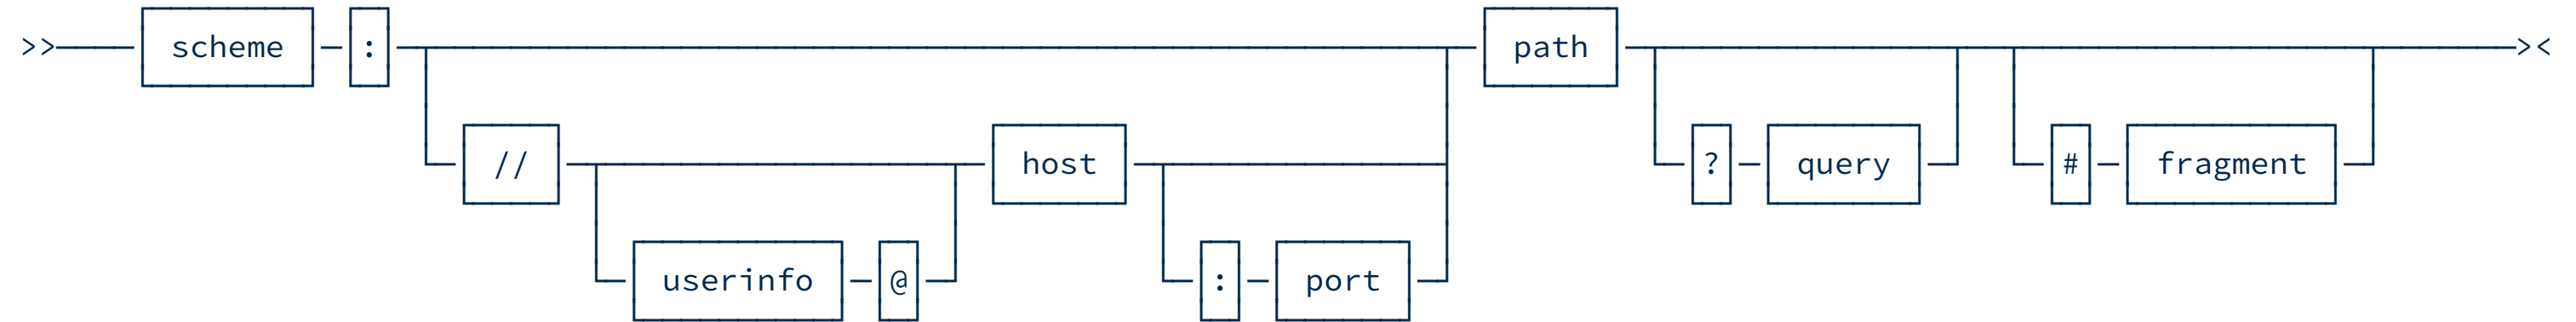 >> scheme : path ><
// host ? query # fragment
userinfo @ : port